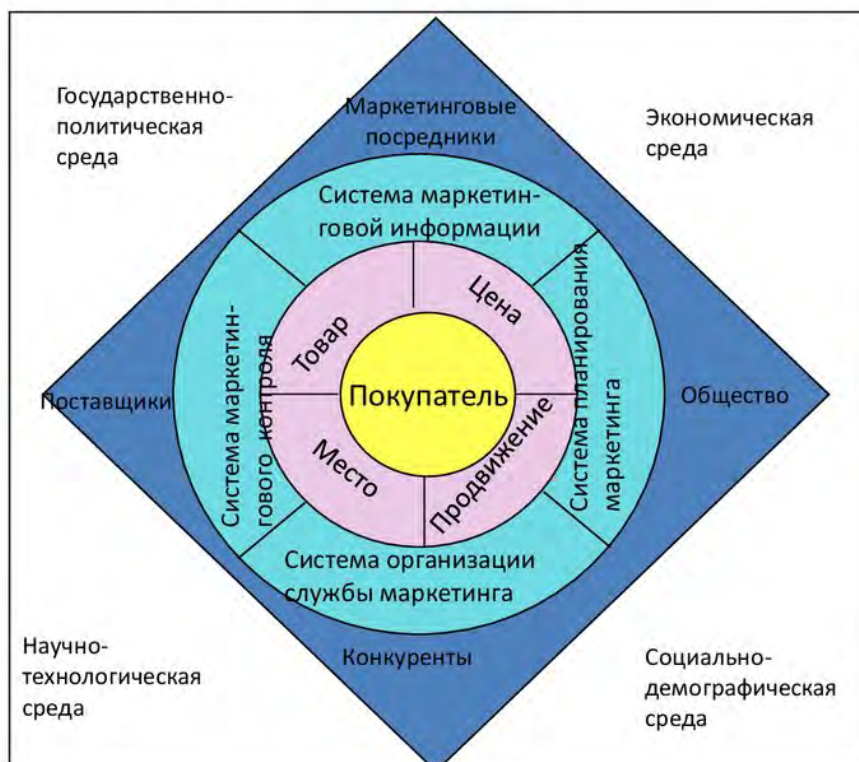 Государственно-
политическая
среда
Маркетинговые
посредники
Экономическая
среда
Система маркетин-
говой информации
Товар
Цена
Система маркетин-
гового контроля
Система планирования
маркетинга
Поставщики
Покупатель
Общество
Место
Продвижение
Система организации
службы маркетинга
Конкуренты
Научно-
технологическая
среда
Социально-
демографическая
среда